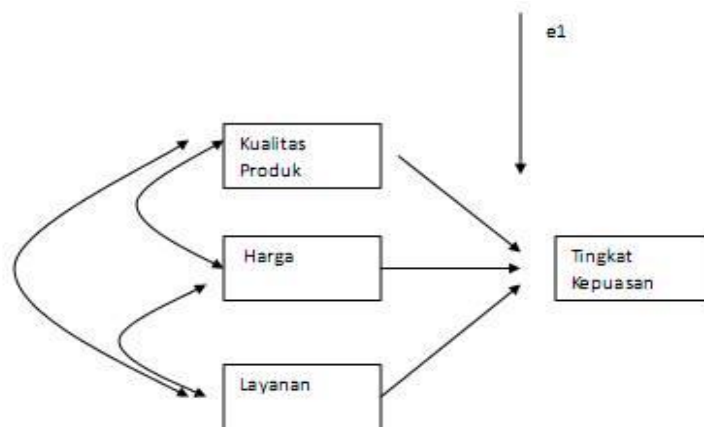 e1
Kualitas
Produk
Harga
Tingkat
Kepuasan
Layanan